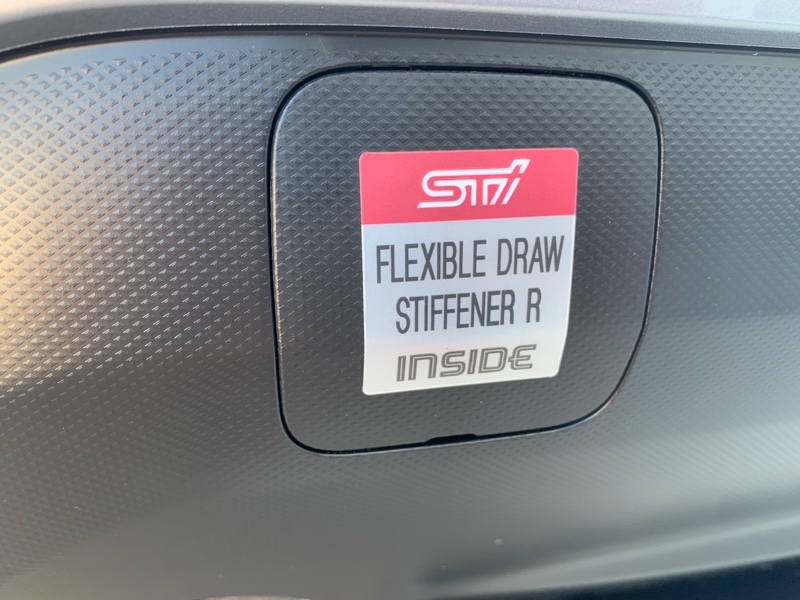 STI
FLEXIBLE DRAW
STIFFENER R
INSIDE